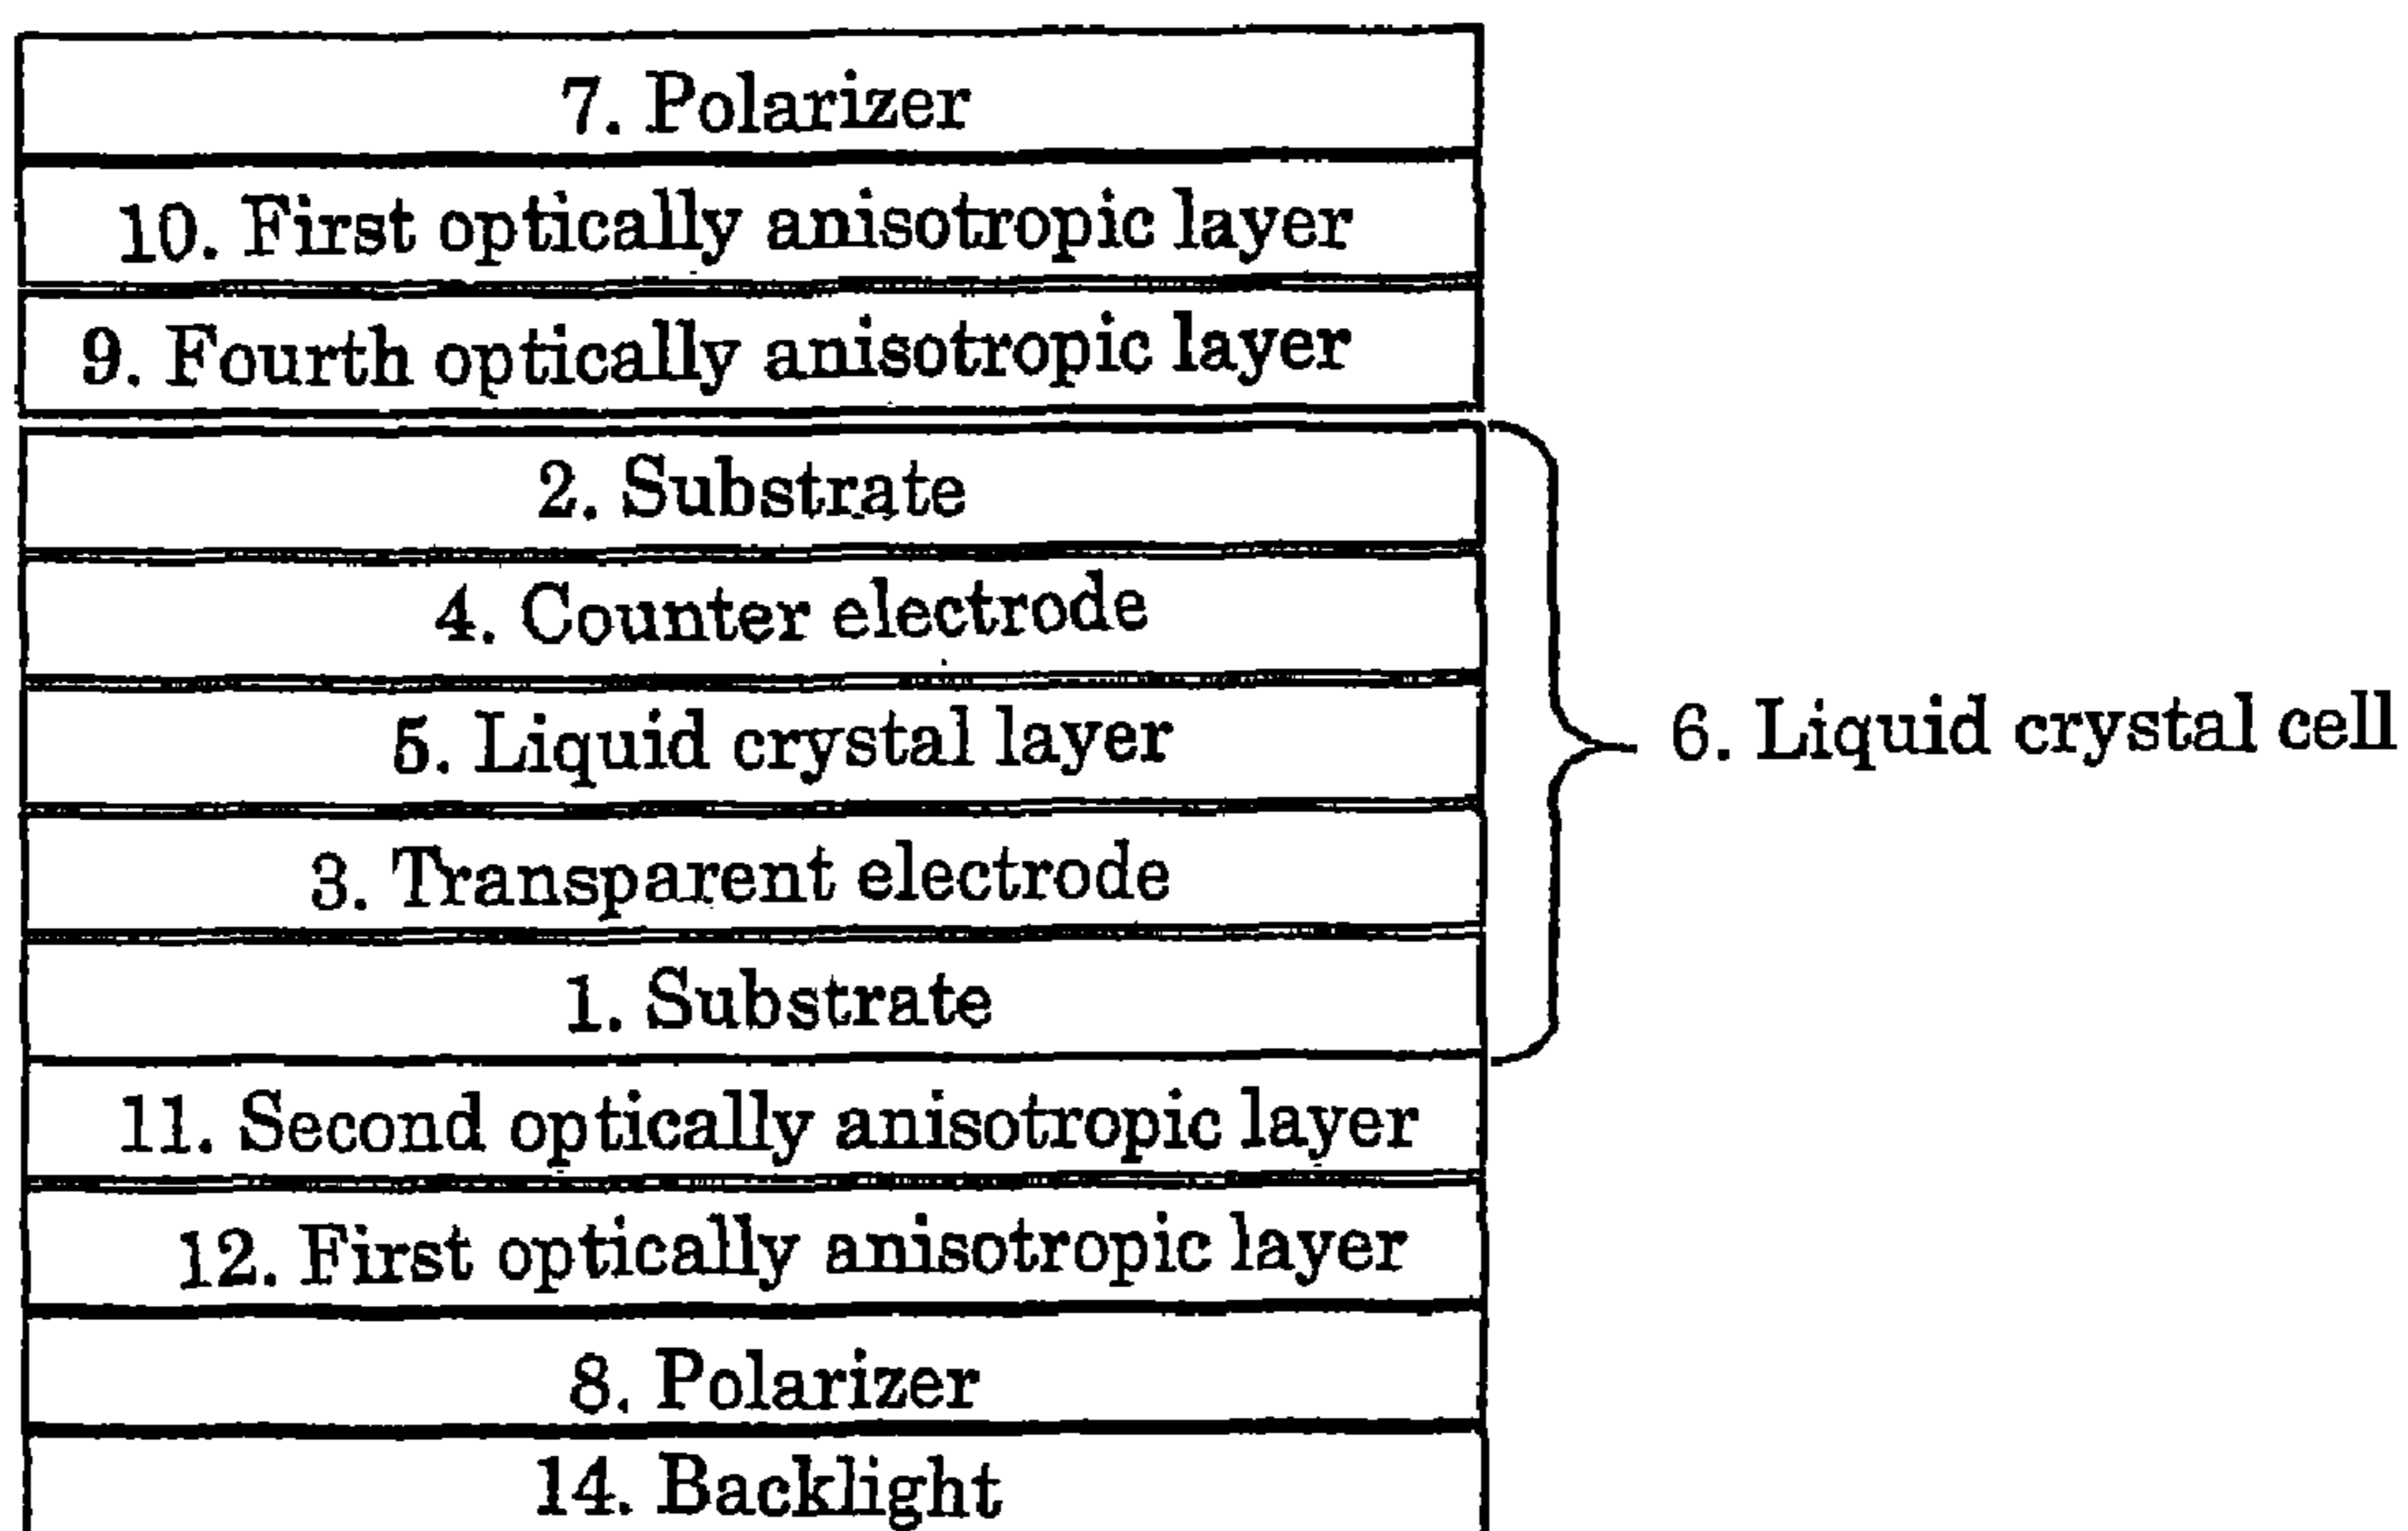 7. Polarizer
10. First optically anisotropic layer
9. Fourth optically anisotropic layer
2. Substrate
4. Counter electrode
5. Liquid crystal layer
6. Liquid crystal cell
3. Transparent electrode
1. Substrate
11. Second optically anisotropic layer
12. First optically anisotropic layer
8. Polarizer
14. Backlight